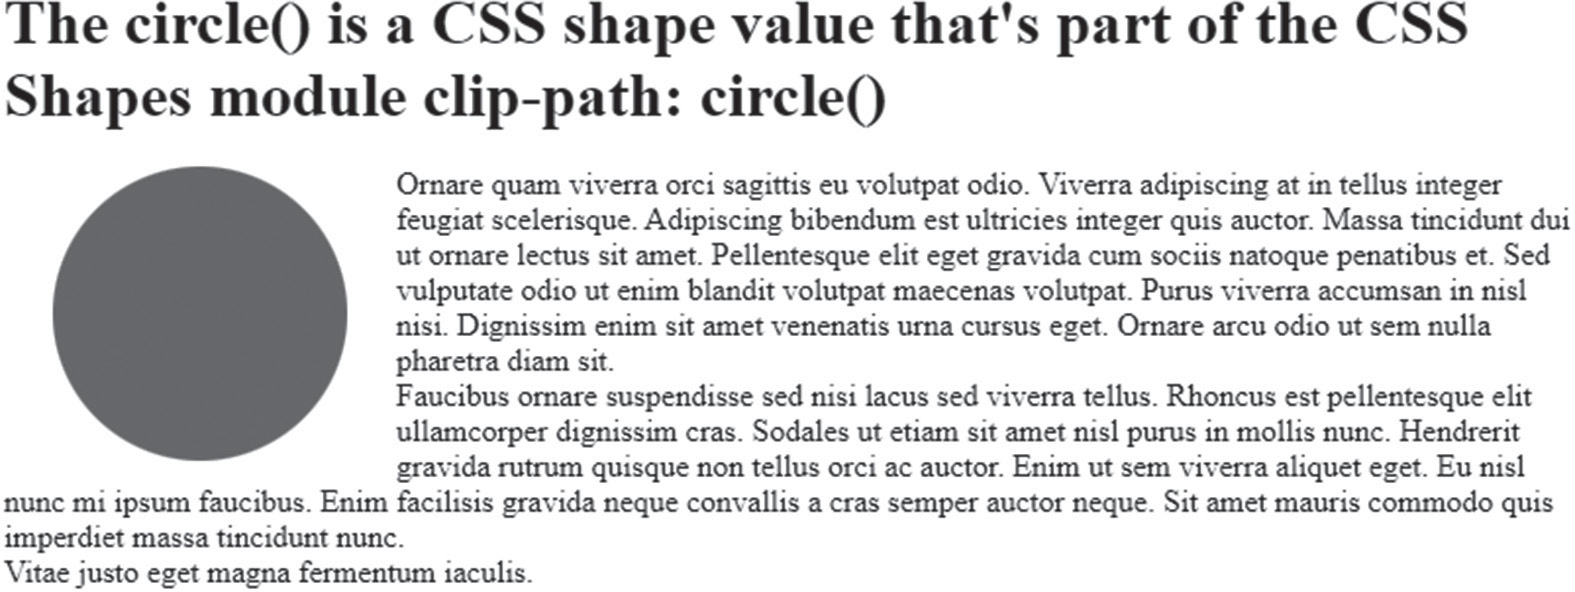 The circle() is a CSS shape value that's part of the CSS
Shapes module clip-path: circle()
Ornare quam viverra orci sagittis eu volutpat odio. Viverra adipiscing at in tellus integer
feugiat scelerisque. Adipiscing bibendum est ultricies integer quis auctor. Massa tincidunt dui
ut ornare lectus sit amet. Pellentesque elit eget gravida cum sociis natoque penatibus et. Sed
vulputate odio ut enim blandit volutpat maecenas volutpat. Purus viverra accumsan in nisl
nisi. Dignissim enim sit amet venenatis urna cursus eget. Ornare arcu odio ut sem nulla
pharetra diam sit.
Faucibus ornare suspendisse sed nisi lacus sed viverra tellus. Rhoncus est pellentesque elit
ullamcorper dignissim cras. Sodales ut etiam sit amet nisl purus in mollis nunc. Hendrerit
gravida rutrum quisque non tellus orci ac auctor. Enim ut sem viverra aliquet eget. Eu nisl
nunc mi ipsum faucibus. Enim facilisis gravida neque convallis a cras semper auctor neque. Sit amet mauris commodo quis
imperdiet massa tincidunt nunc.
Vitae justo eget magna fermentum iaculis.